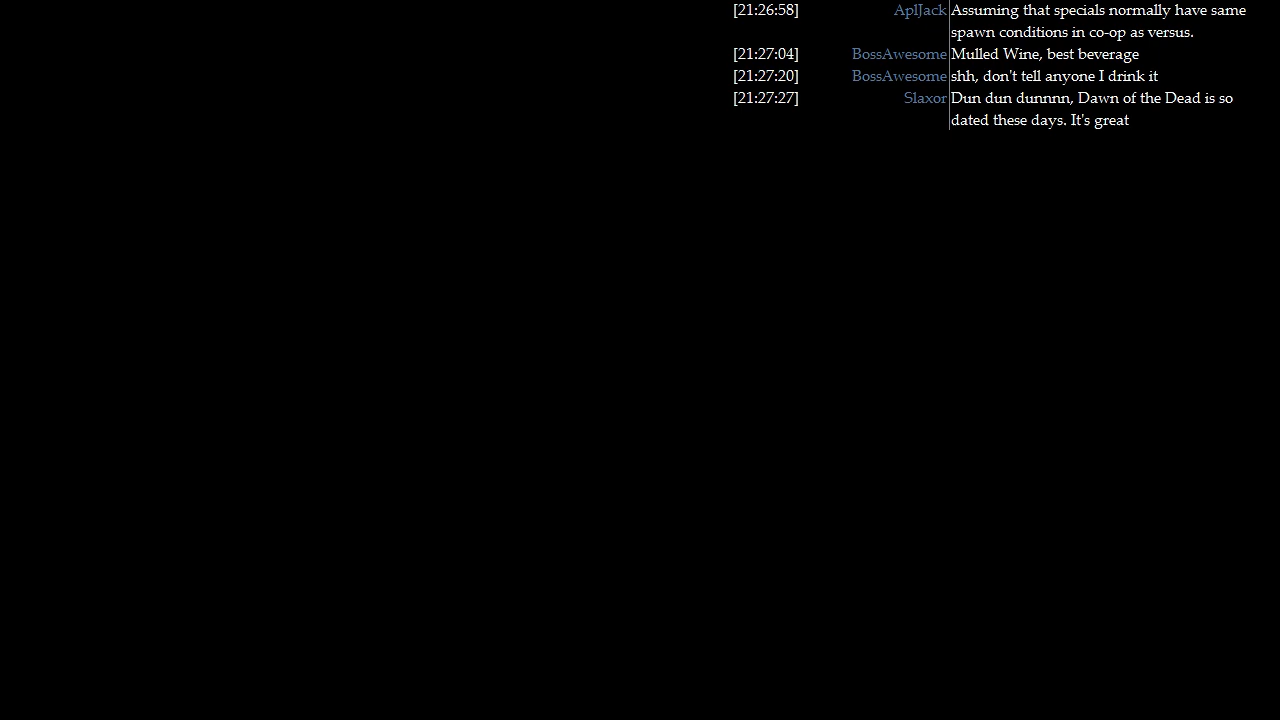 [21:26:58] AplJack Assuming that specials normally have same
spawn conditions in co-op as versus.
[21:27:04] BossAwesome Mulled Wine, best beverage
[21:27:20] BossAwesome shh, don't tell anyone I drink it
[21:27:27] Slaxor Dun dun dunnnn, Dawn of the Dead is so
dated these days. It's great